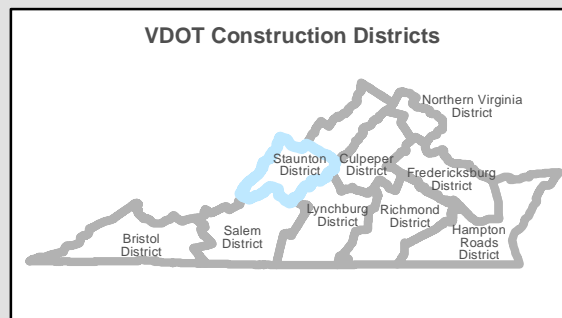 VDOT Construction Districts
Northern Virginia
District
Staunton
District
Culpeper
District
Fredericksburg
District
Lynchburg
District
Richmond
District
Hampton
Roads
District
Salem
District
Bristol
District